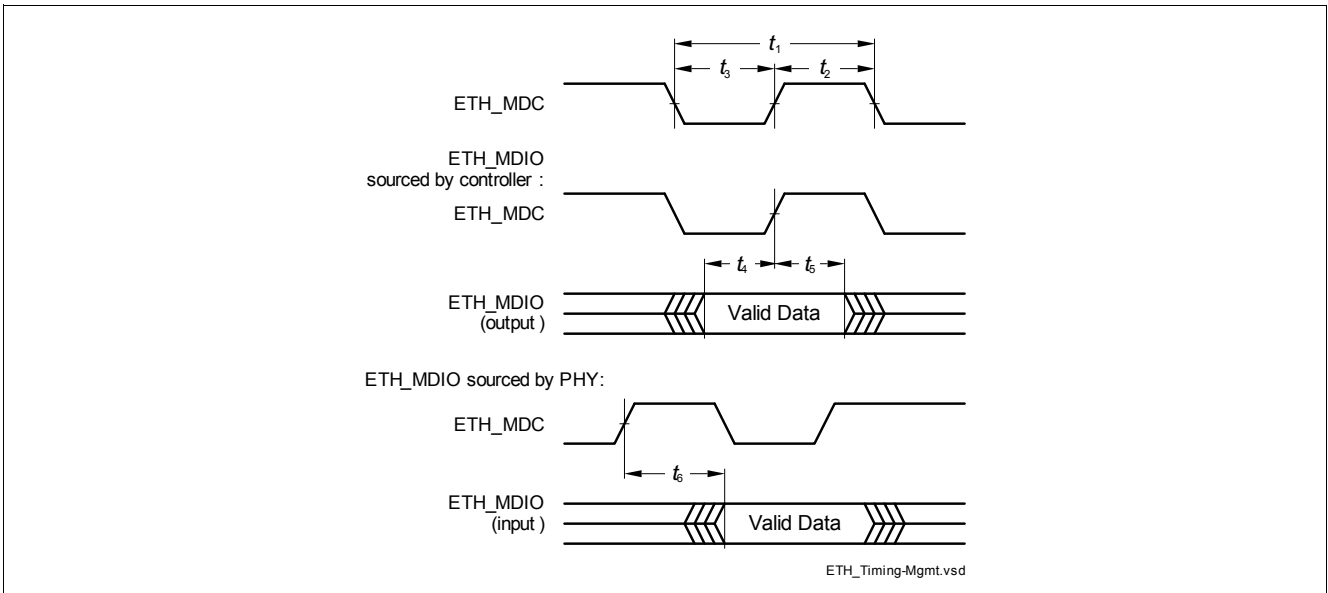 t₁
t₃ t₂
ETH_MDC
ETH_MDIO
sourced by controller :
ETH_MDC
t₄ t₅
ETH_MDIO
(output )
Valid Data
ETH_MDIO sourced by PHY:
ETH_MDC
t₆
ETH_MDIO
(input )
Valid Data
ETH_Timing-Mgmt.vsd